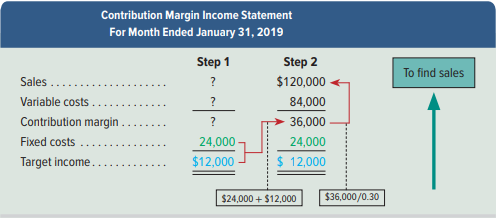 Contribution Margin Income Statement
For Month Ended January 31, 2019
Step 1 Step 2
Sales . . . . . . . . . . . . . . . . . . . . ? $120,000
Variable costs . . . . . . . . . . . . . ? 84,000
Contribution margin . . . . . . . . ? 36,000
Fixed costs . . . . . . . . . . . . . . 24,000 24,000
Target income . . . . . . . . . . . . . $12,000 $ 12,000
To find sales
$24,000 + $12,000 $36,000/0.30